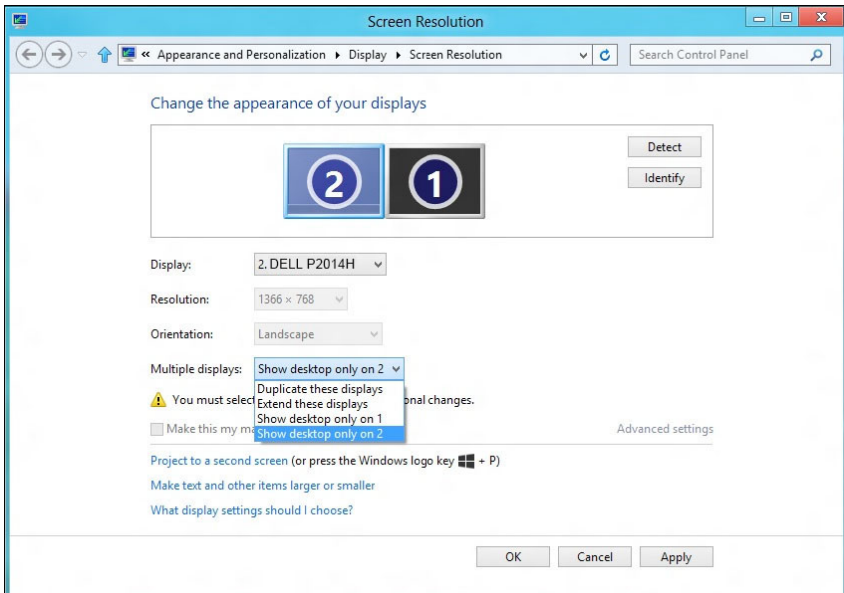 Screen Resolution
« Appearance and Personalization ▸ Display ▸ Screen Resolution
Search Control Panel
Change the appearance of your displays
2 1
Detect
Identify
Display: 2. DELL P2014H
Resolution: 1366 × 768
Orientation: Landscape
Multiple displays: Show desktop only on 2
Duplicate these displays
You must select onal changes.
Extend these displays
Show desktop only on 1
Make this my ma
Show desktop only on 2
Advanced settings
Project to a second screen (or press the Windows logo key + P)
Make text and other items larger or smaller
What display settings should I choose?
OK Cancel Apply